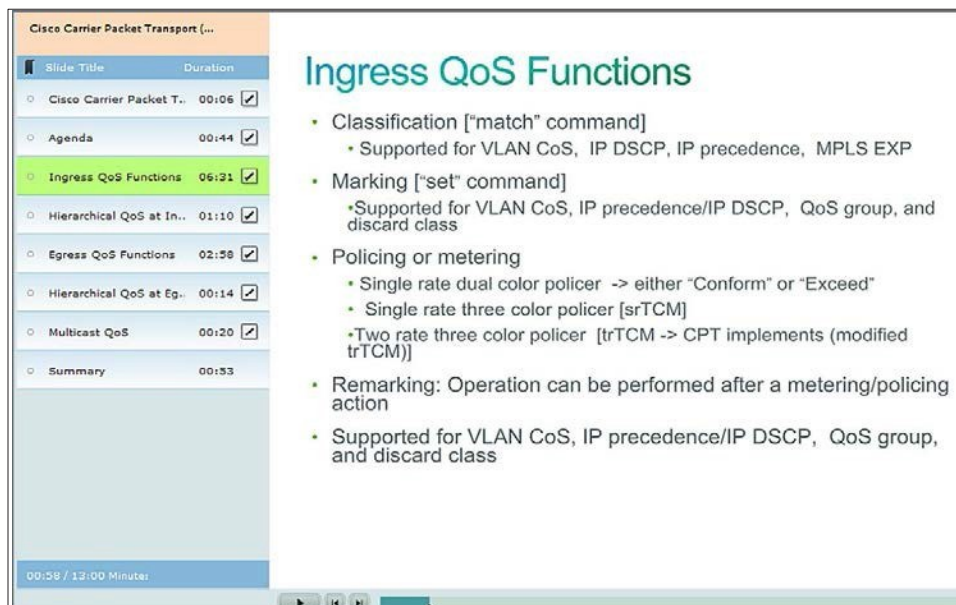 Cisco Carrier Packet Transport (...
Slide Title Duration
Cisco Carrier Packet T.. 00:06
Agenda 00:44
Ingress QoS Functions 06:31
Hierarchical QoS at In.. 01:10
Egress QoS Functions 02:58
Hierarchical QoS at Eg.. 00:14
Multicast QoS 00:20
Summary 00:53
00:58 / 13:00 Minute:
Ingress QoS Functions
• Classification ["match" command]
• Supported for VLAN CoS, IP DSCP, IP precedence, MPLS EXP
• Marking ["set" command]
•Supported for VLAN CoS, IP precedence/IP DSCP, QoS group, and
discard class
• Policing or metering
• Single rate dual color policer -> either "Conform" or "Exceed"
• Single rate three color policer [srTCM]
•Two rate three color policer [trTCM -> CPT implements (modified
trTCM)]
• Remarking: Operation can be performed after a metering/policing
action
• Supported for VLAN CoS, IP precedence/IP DSCP, QoS group,
and discard class